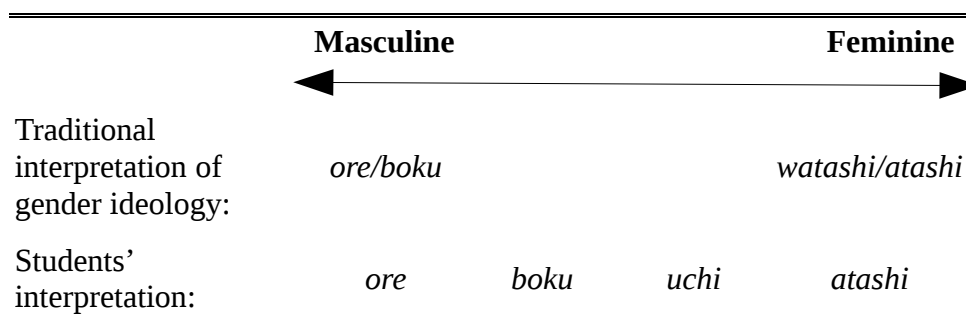 Masculine Feminine
Traditional
interpretation of
gender ideology:
ore/boku watashi/atashi
Students’
interpretation:
ore boku uchi atashi